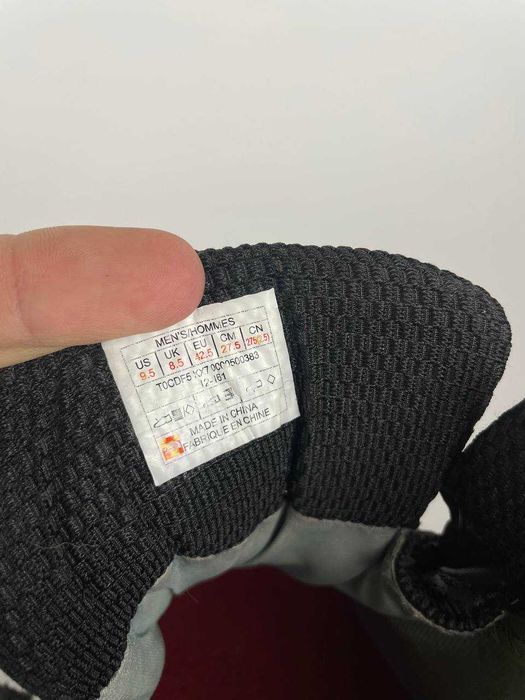 MEN'S/HOMMES
US UK EU CM CN
9.5 8.5 42.5 27.5 275(2.5)
MADE IN CHINA
FABRIQUE EN CHINE